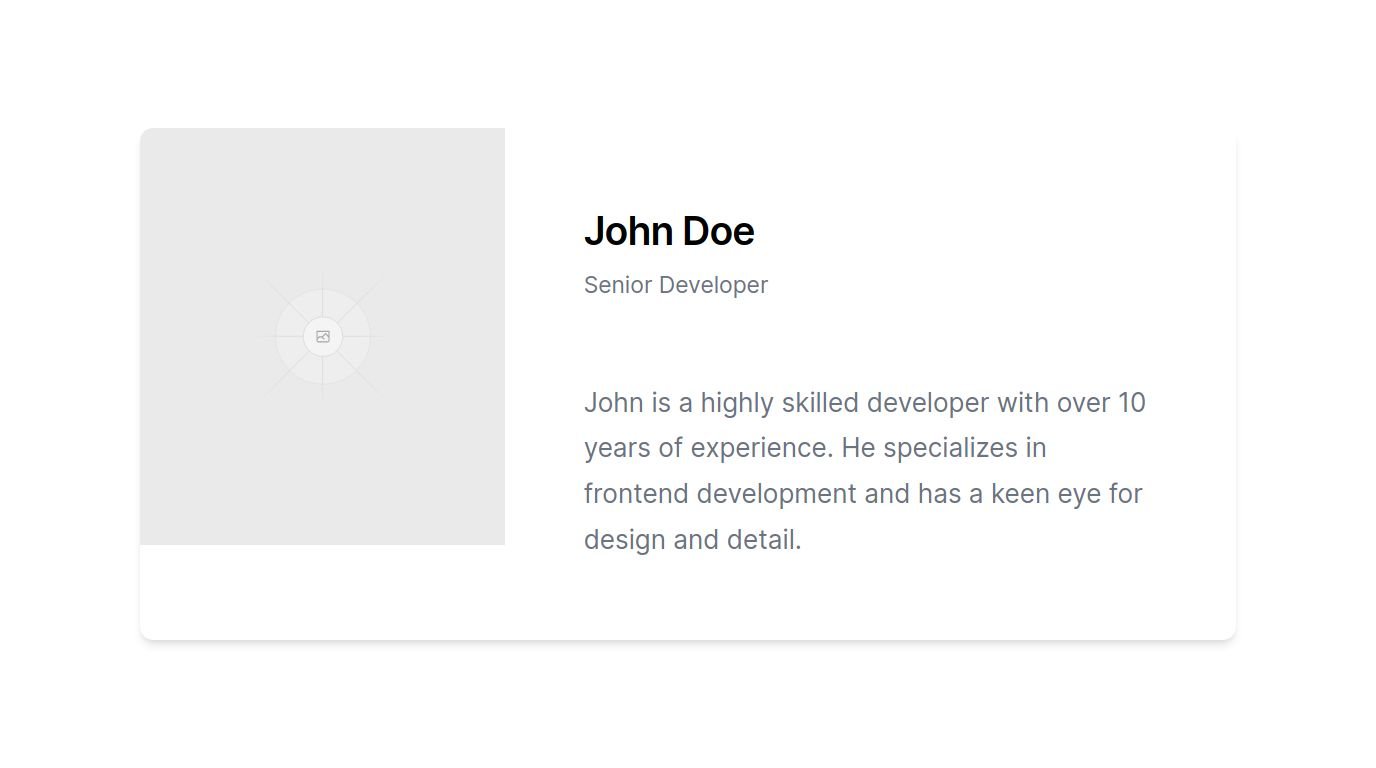 John Doe
Senior Developer
John is a highly skilled developer with over 10
years of experience. He specializes in
frontend development and has a keen eye for
design and detail.